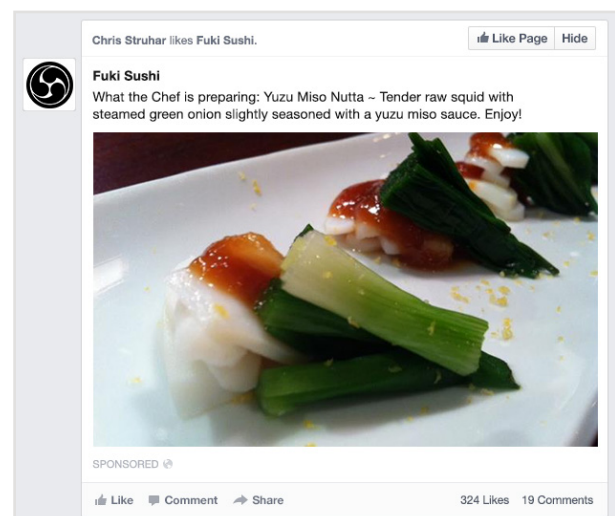 Chris Struhar likes Fuki Sushi.
Like Page Hide
Fuki Sushi
What the Chef is preparing: Yuzu Miso Nutta ~ Tender raw squid with
steamed green onion slightly seasoned with a yuzu miso sauce. Enjoy!
SPONSORED
Like Comment Share 324 Likes 19 Comments